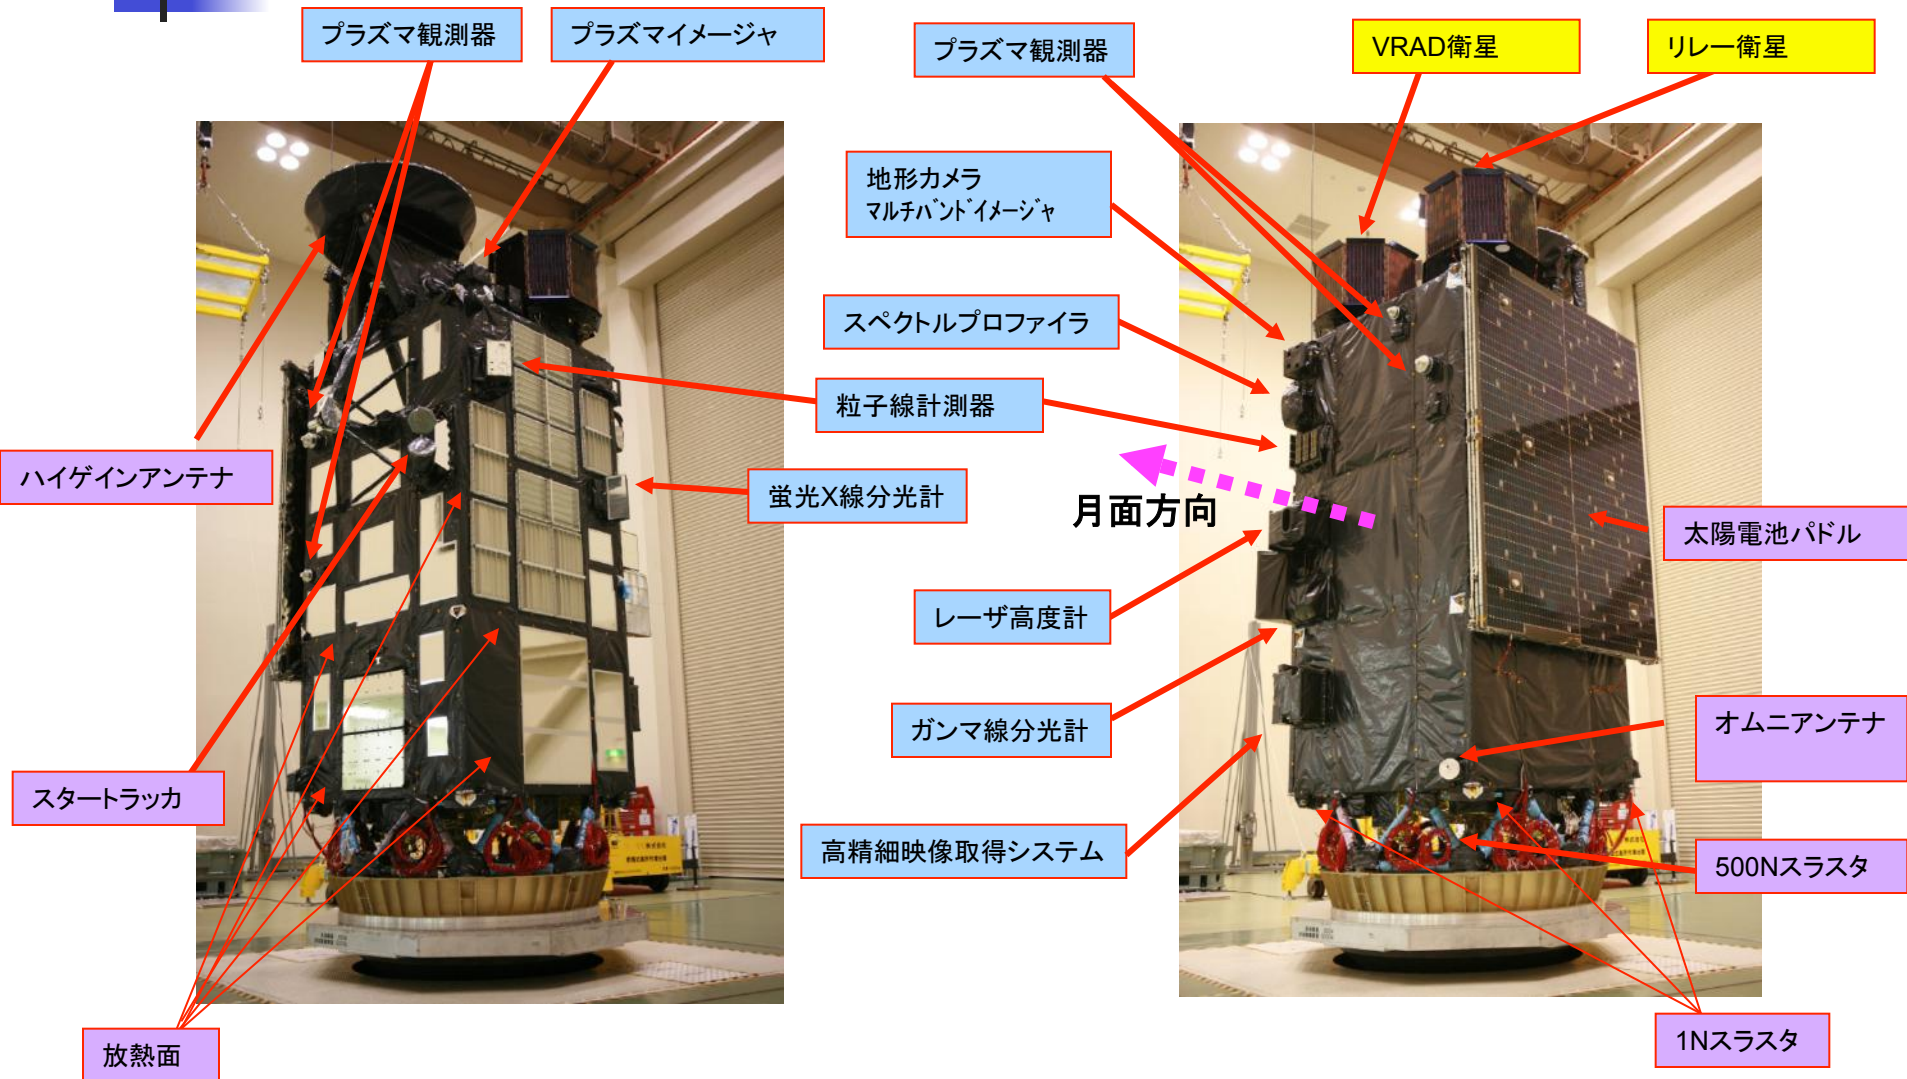 プラズマ観測器
プラズマイメージャ
プラズマ観測器
VRAD衛星
リレー衛星
地形カメラ
ﾏﾙﾁﾊﾞﾝﾄﾞｲﾒｰｼﾞｬ
スペクトルプロファイラ
粒子線計測器
ハイゲインアンテナ
蛍光X線分光計
月面方向
太陽電池パドル
レーザ高度計
ガンマ線分光計
オムニアンテナ
スタートラッカ
高精細映像取得システム
500Nスラスタ
放熱面
1Nスラスタ